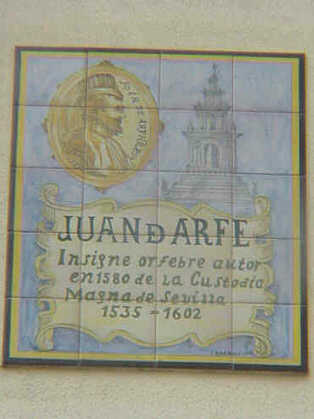 JUAN D ARFE
Insigne orfebre autor
en 1580 de La Custodia
Magna de Sevilla
1535 - 1602